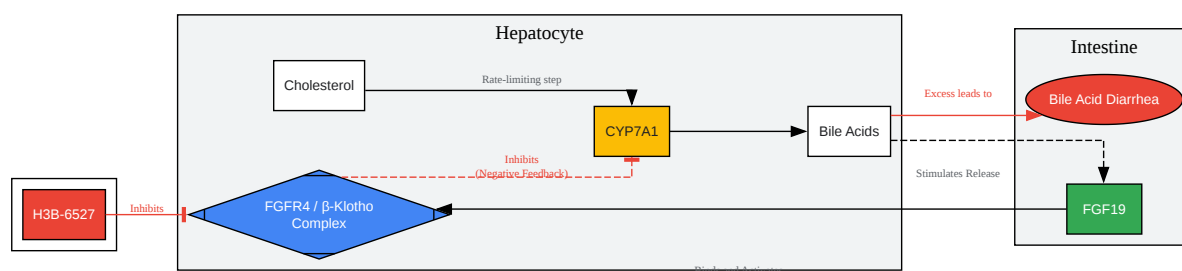 Hepatocyte
Intestine
Cholesterol
Rate-limiting step
CYP7A1
Bile Acids
Excess leads to
Bile Acid Diarrhea
Inhibits
(Negative Feedback)
Stimulates Release
H3B-6527
Inhibits
FGFR4 / β-Klotho
Complex
FGF19